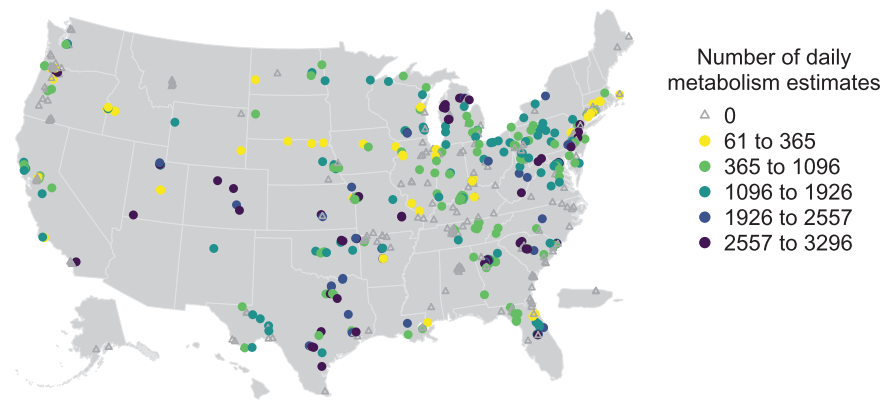 Number of daily
metabolism estimates
0
61 to 365
365 to 1096
1096 to 1926
1926 to 2557
2557 to 3296